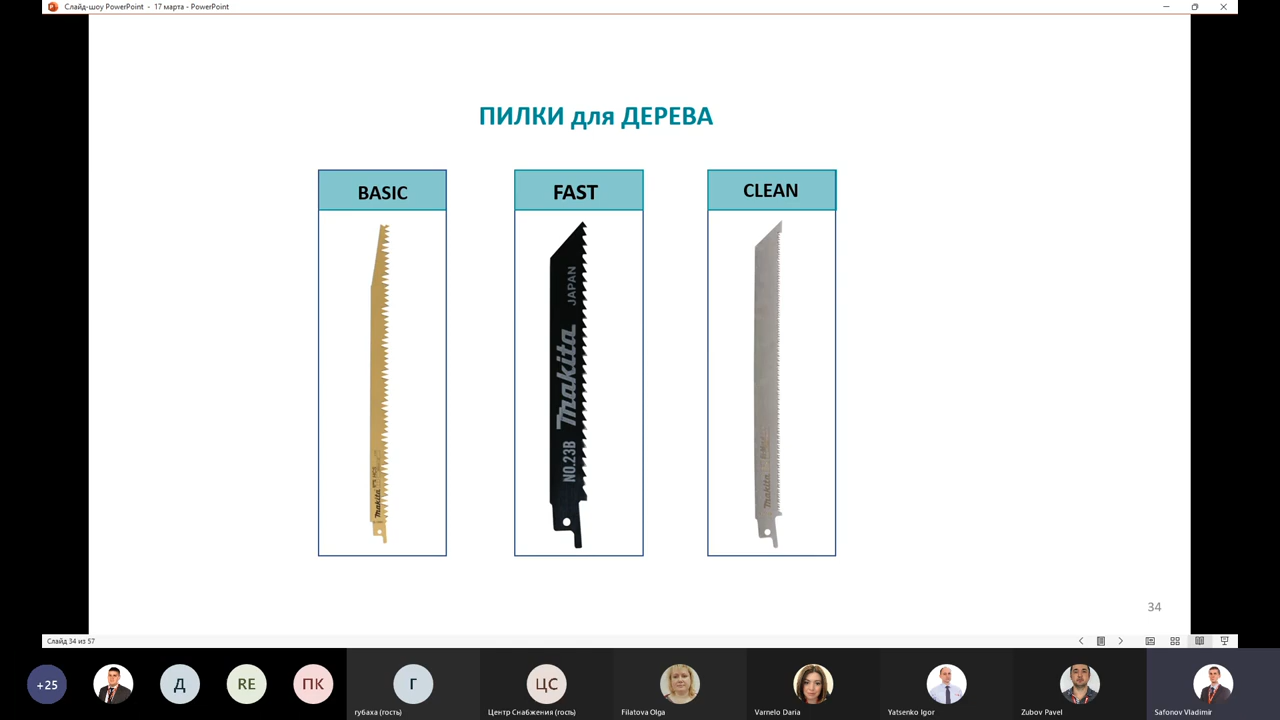 Слайд-шоу PowerPoint - 17 марта - PowerPoint
ПИЛКИ для ДЕРЕВА
BASIC
FAST
CLEAN
makita
JAPAN
makita
NO.23B
makita
34
Слайд 34 из 57
+25
Д
RE
ПК
Г
ЦС
губаха (гость)
Центр Снабжения (гость)
Filatova Olga
Varnelo Daria
Yatsenko Igor
Zubov Pavel
Safonov Vladimir